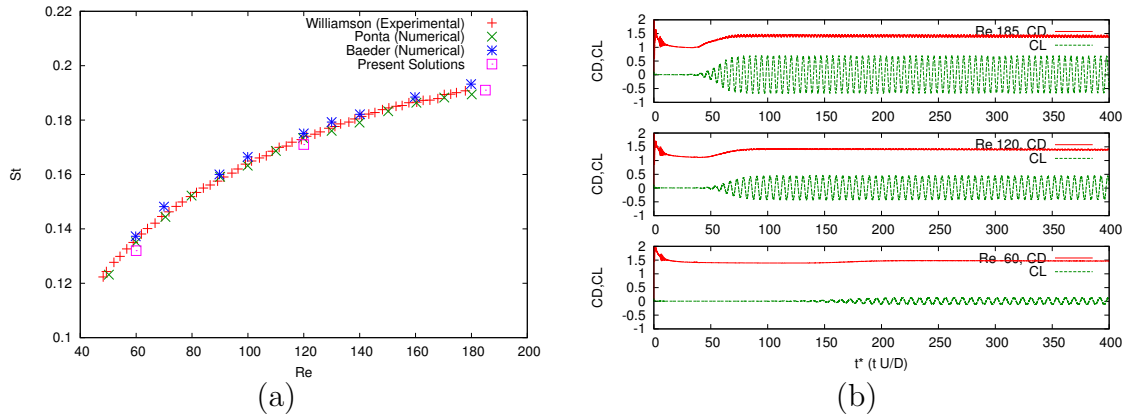 0.22
0.2
0.18
0.16
0.14
0.12
0.1
St
40 60 80 100 120 140 160 180 200
Re
Williamson (Experimental)
Ponta (Numerical)
Baeder (Numerical)
Present Solutions
(a)
2
1.5
1
0.5
0
-0.5
-1
CD,CL
Re 185, CD
CL
0 50 100 150 200 250 300 350 400
2
1.5
1
0.5
0
-0.5
-1
CD,CL
Re 120, CD
CL
0 50 100 150 200 250 300 350 400
2
1.5
1
0.5
0
-0.5
-1
CD,CL
Re 60, CD
CL
0 50 100 150 200 250 300 350 400
t* (t U/D)
(b)